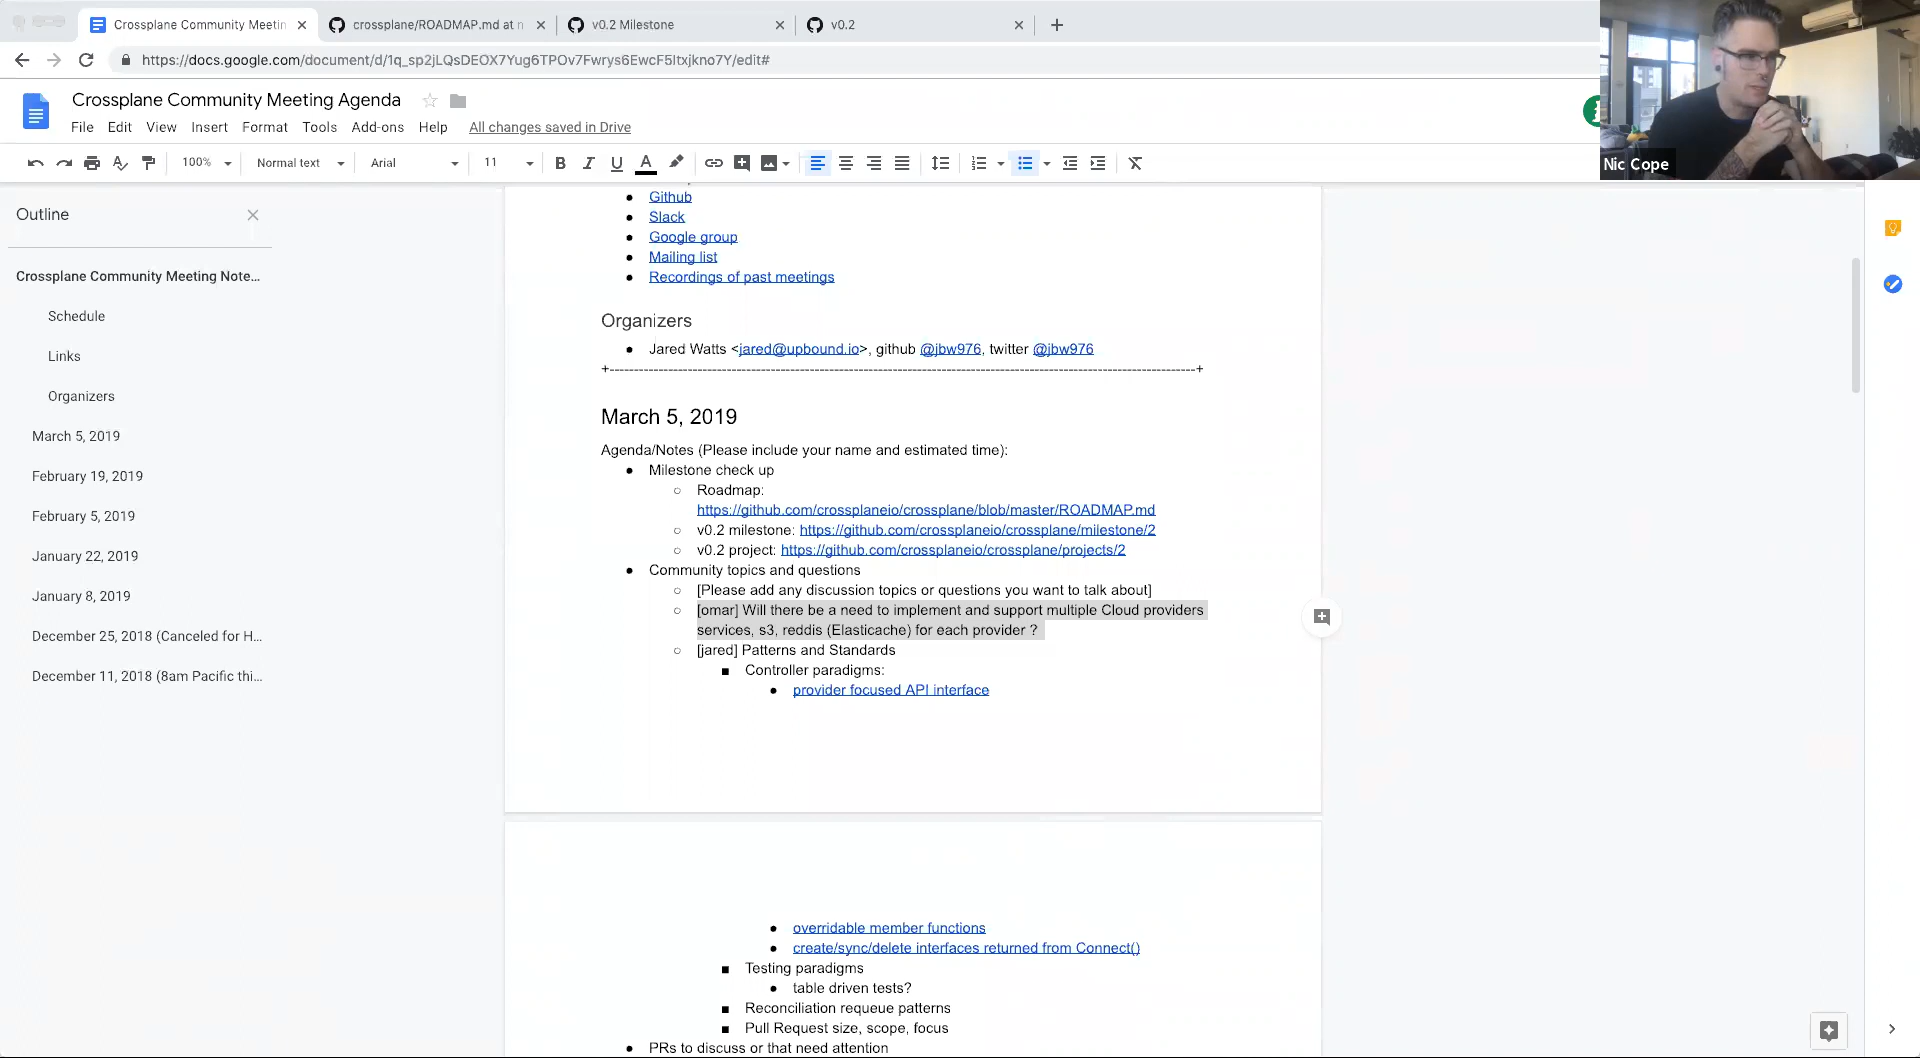 Crossplane Community Meetin
crossplane/ROADMAP.md at n
v0.2 Milestone
v0.2
https://docs.google.com/document/d/1q_sp2jLQsDEOX7Yug6TPOv7Fwrys6EwcF5Itxjkno7Y/edit#
Crossplane Community Meeting Agenda
File Edit View Insert Format Tools Add-ons Help All changes saved in Drive
100% Normal text Arial 11 B I U A
Nic Cope
Outline
Crossplane Community Meeting Note...
Schedule
Links
Organizers
March 5, 2019
February 19, 2019
February 5, 2019
January 22, 2019
January 8, 2019
December 25, 2018 (Canceled for H...
December 11, 2018 (8am Pacific thi...
Github
Slack
Google group
Mailing list
Recordings of past meetings
Organizers
Jared Watts <jared@upbound.io>, github @jbw976, twitter @jbw976
+------------------------------------------------------------------------------------------------------------------------+
March 5, 2019
Agenda/Notes (Please include your name and estimated time):
Milestone check up
Roadmap:
https://github.com/crossplaneio/crossplane/blob/master/ROADMAP.md
v0.2 milestone: https://github.com/crossplaneio/crossplane/milestone/2
v0.2 project: https://github.com/crossplaneio/crossplane/projects/2
Community topics and questions
[Please add any discussion topics or questions you want to talk about]
[omar] Will there be a need to implement and support multiple Cloud providers
services, s3, reddis (Elasticache) for each provider ?
[jared] Patterns and Standards
Controller paradigms:
provider focused API interface
overridable member functions
create/sync/delete interfaces returned from Connect()
Testing paradigms
table driven tests?
Reconciliation requeue patterns
Pull Request size, scope, focus
PRs to discuss or that need attention